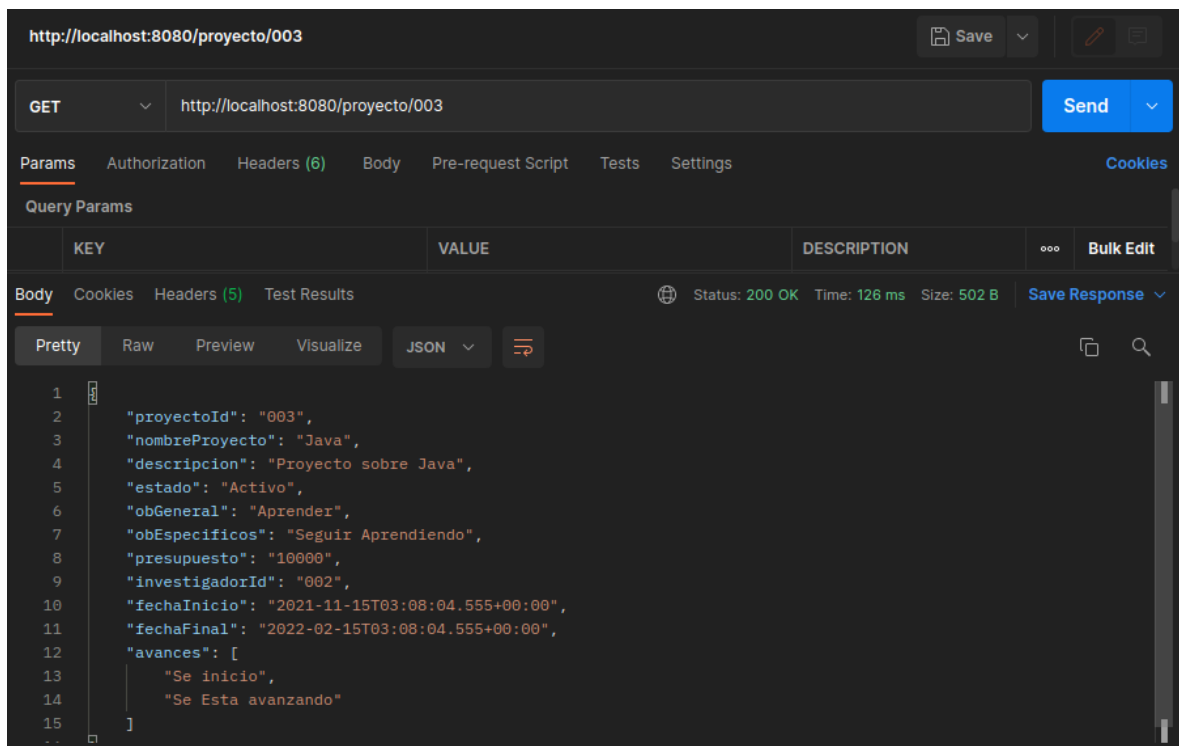 http://localhost:8080/proyecto/003 Save
GET http://localhost:8080/proyecto/003 Send
Params Authorization Headers (6) Body Pre-request Script Tests Settings Cookies
Query Params
KEY VALUE DESCRIPTION Bulk Edit
Body Cookies Headers (5) Test Results Status: 200 OK Time: 126 ms Size: 502 B Save Response
Pretty Raw Preview Visualize JSON
1 {
2 "proyectoId": "003",
3 "nombreProyecto": "Java",
4 "descripcion": "Proyecto sobre Java",
5 "estado": "Activo",
6 "obGeneral": "Aprender",
7 "obEspecificos": "Seguir Aprendiendo",
8 "presupuesto": "10000",
9 "investigadorId": "002",
10 "fechaInicio": "2021-11-15T03:08:04.555+00:00",
11 "fechaFinal": "2022-02-15T03:08:04.555+00:00",
12 "avances": [
13 "Se inicio",
14 "Se Esta avanzando"
15 ]